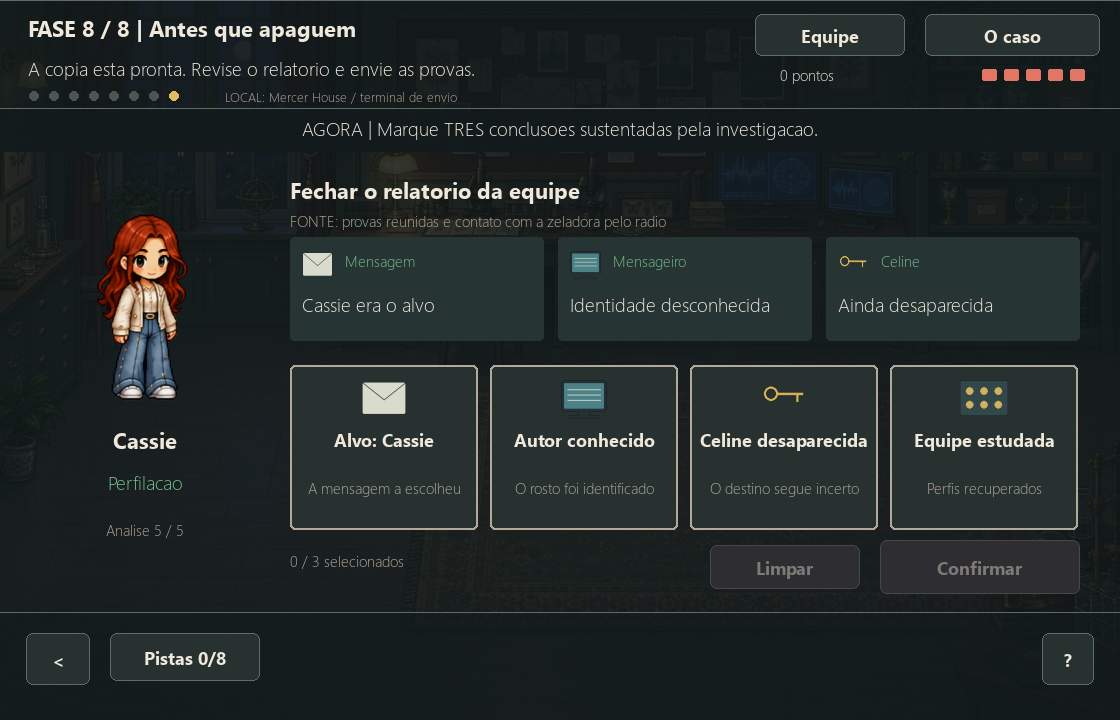 FASE 8 / 8 | Antes que apaguem
Equipe
O caso
A copia esta pronta. Revise o relatorio e envie as provas.
0 pontos
LOCAL: Mercer House / terminal de envio
AGORA | Marque TRES conclusoes sustentadas pela investigacao.
Fechar o relatorio da equipe
FONTE: provas reunidas e contato com a zeladora pelo radio
Mensagem
Cassie era o alvo
Mensageiro
Identidade desconhecida
Celine
Ainda desaparecida
Cassie
Perfilacao
Analise 5 / 5
Alvo: Cassie
A mensagem a escolheu
Autor conhecido
O rosto foi identificado
Celine desaparecida
O destino segue incerto
Equipe estudada
Perfis recuperados
0 / 3 selecionados
Limpar
Confirmar
<
Pistas 0/8
?